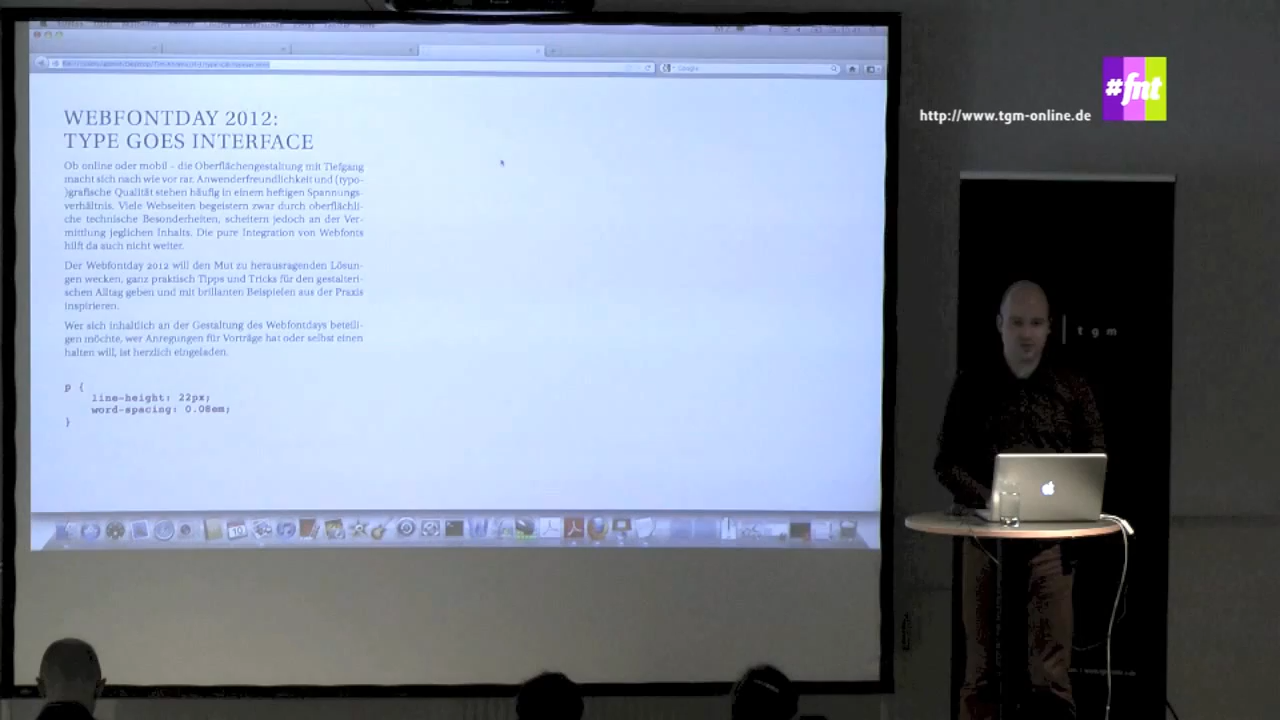 WEBFONTDAY 2012:
TYPE GOES INTERFACE
Ob online oder mobil – die Oberflächengestaltung mit Tiefgang
macht sich nach wie vor rar. Anwenderfreundlichkeit und (typo-
)grafische Qualität stehen häufig in einem heftigen Spannungs-
verhältnis. Viele Webseiten begeistern zwar durch oberflächli-
che technische Besonderheiten, scheitern jedoch an der Ver-
mittlung jeglichen Inhalts. Die pure Integration von Webfonts
hilft da auch nicht weiter.
Der Webfontday 2012 will den Mut zu herausragenden Lösun-
gen wecken, ganz praktisch Tipps und Tricks für den gestalteri-
schen Alltag geben und mit brillanten Beispielen aus der Praxis
inspirieren.
Wer sich inhaltlich an der Gestaltung des Webfontdays beteili-
gen möchte, wer Anregungen für Vorträge hat oder selbst einen
halten will, ist herzlich eingeladen.
p {
line-height: 22px;
word-spacing: 0.08em;
}
Google
http://www.tgm-online.de
#fnt
tgm